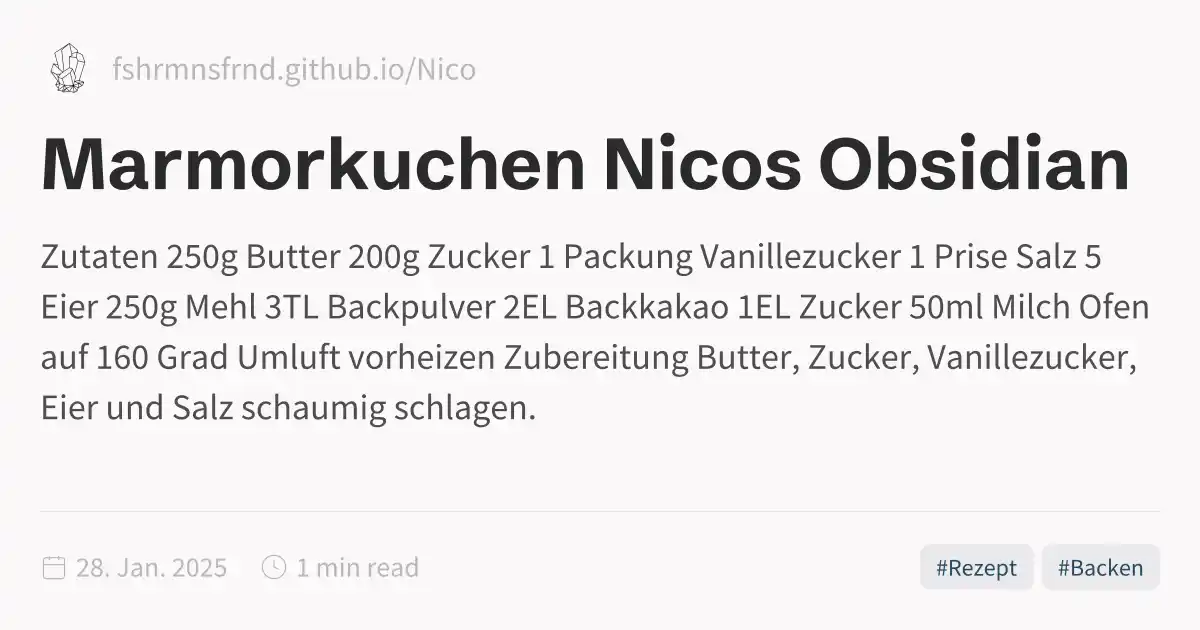 fshrmnsfrnd.github.io/Nico
Marmorkuchen Nicos Obsidian
Zutaten 250g Butter 200g Zucker 1 Packung Vanillezucker 1 Prise Salz 5
Eier 250g Mehl 3TL Backpulver 2EL Backkakao 1EL Zucker 50ml Milch Ofen
auf 160 Grad Umluft vorheizen Zubereitung Butter, Zucker, Vanillezucker,
Eier und Salz schaumig schlagen.
28. Jan. 2025 1 min read #Rezept #Backen